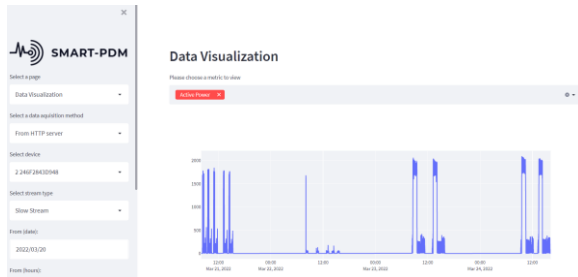 ×
SMART-PDM
Select a page
Data Visualization
Select a data aquisition method
From HTTP server
Select device
Select stream type
Slow Stream
From (date):
2022/03/20
From (hours):
Data Visualization
Please choose a metric to view
Active Power ×
2000
1500
1000
500
0
12:00 00:00 12:00 00:00 12:00 00:00 12:00
Mar 21, 2022 Mar 22, 2022 Mar 23, 2022 Mar 24, 2022